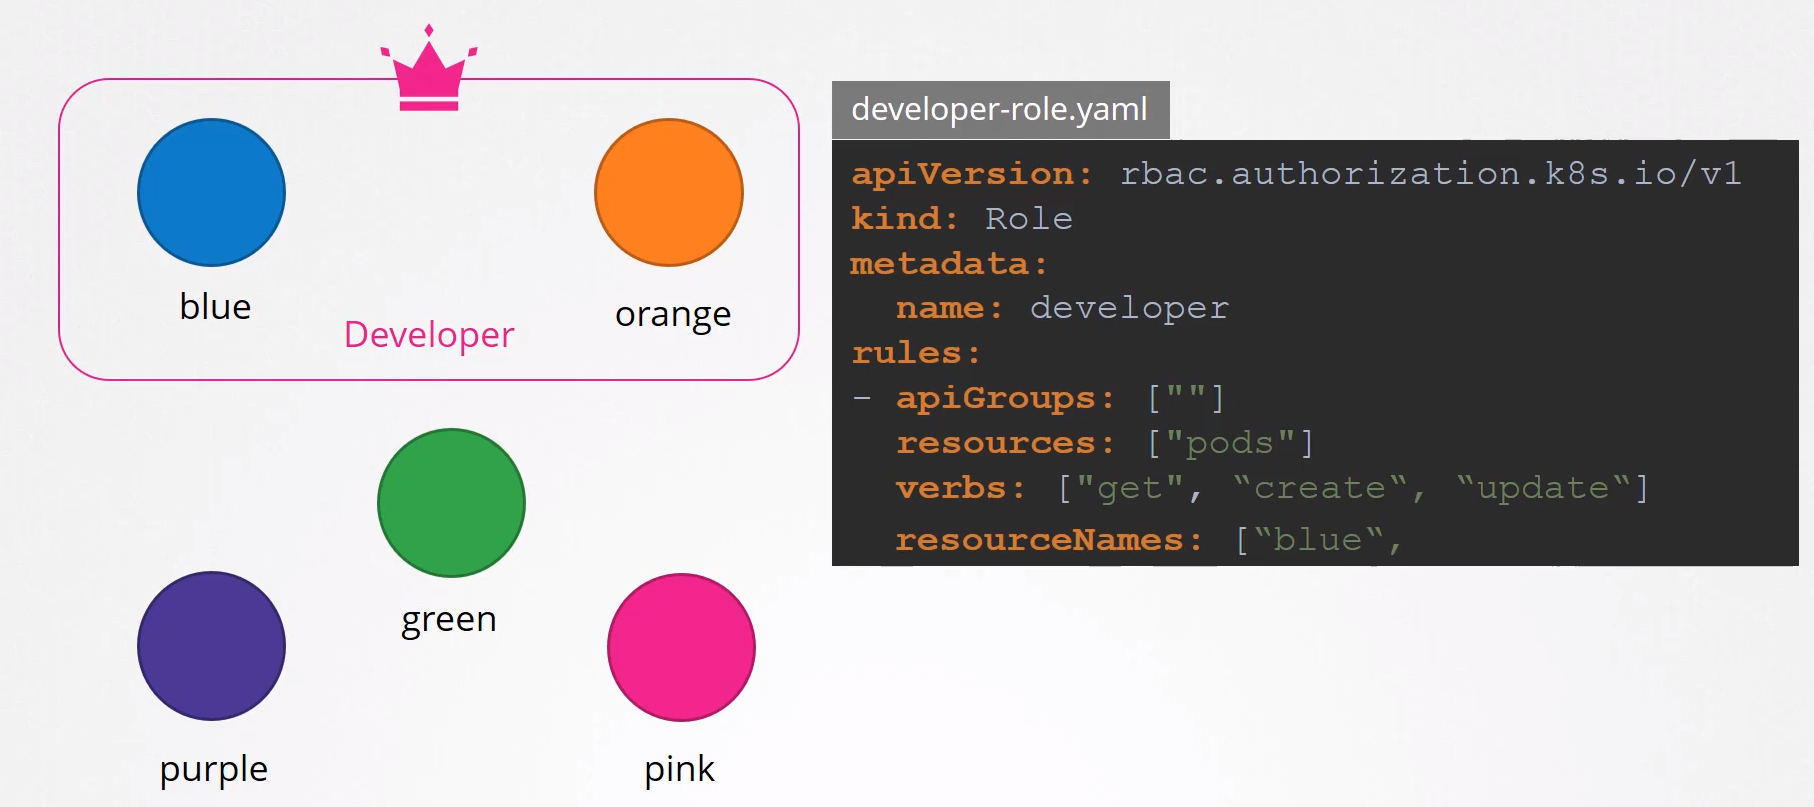 blue
orange
Developer
green
purple
pink
developer-role.yaml
apiVersion: rbac.authorization.k8s.io/v1
kind: Role
metadata:
  name: developer
rules:
- apiGroups: [""]
  resources: ["pods"]
  verbs: ["get", “create“, “update“]
  resourceNames: [“blue“,